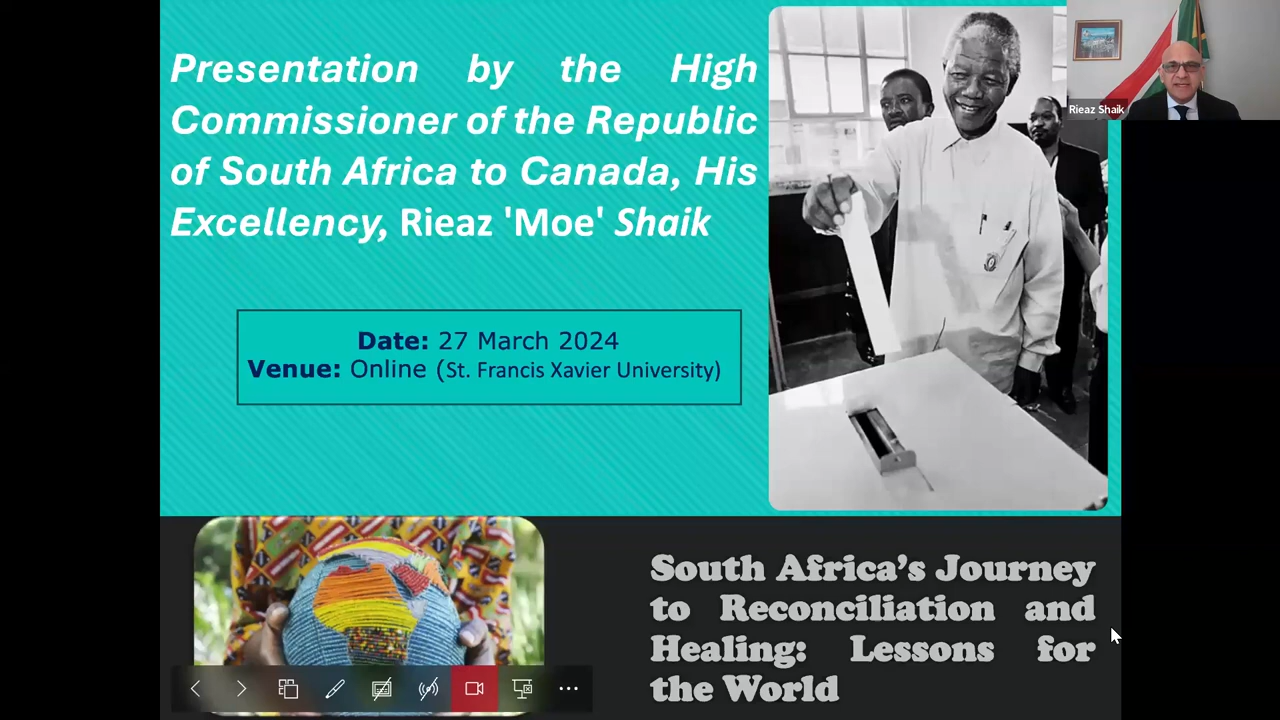 Presentation by the High
Commissioner of the Republic
of South Africa to Canada, His
Excellency, Rieaz 'Moe' Shaik
Rieaz Shaik
Date: 27 March 2024
Venue: Online (St. Francis Xavier University)
South Africa’s Journey
to Reconciliation and
Healing: Lessons for
the World